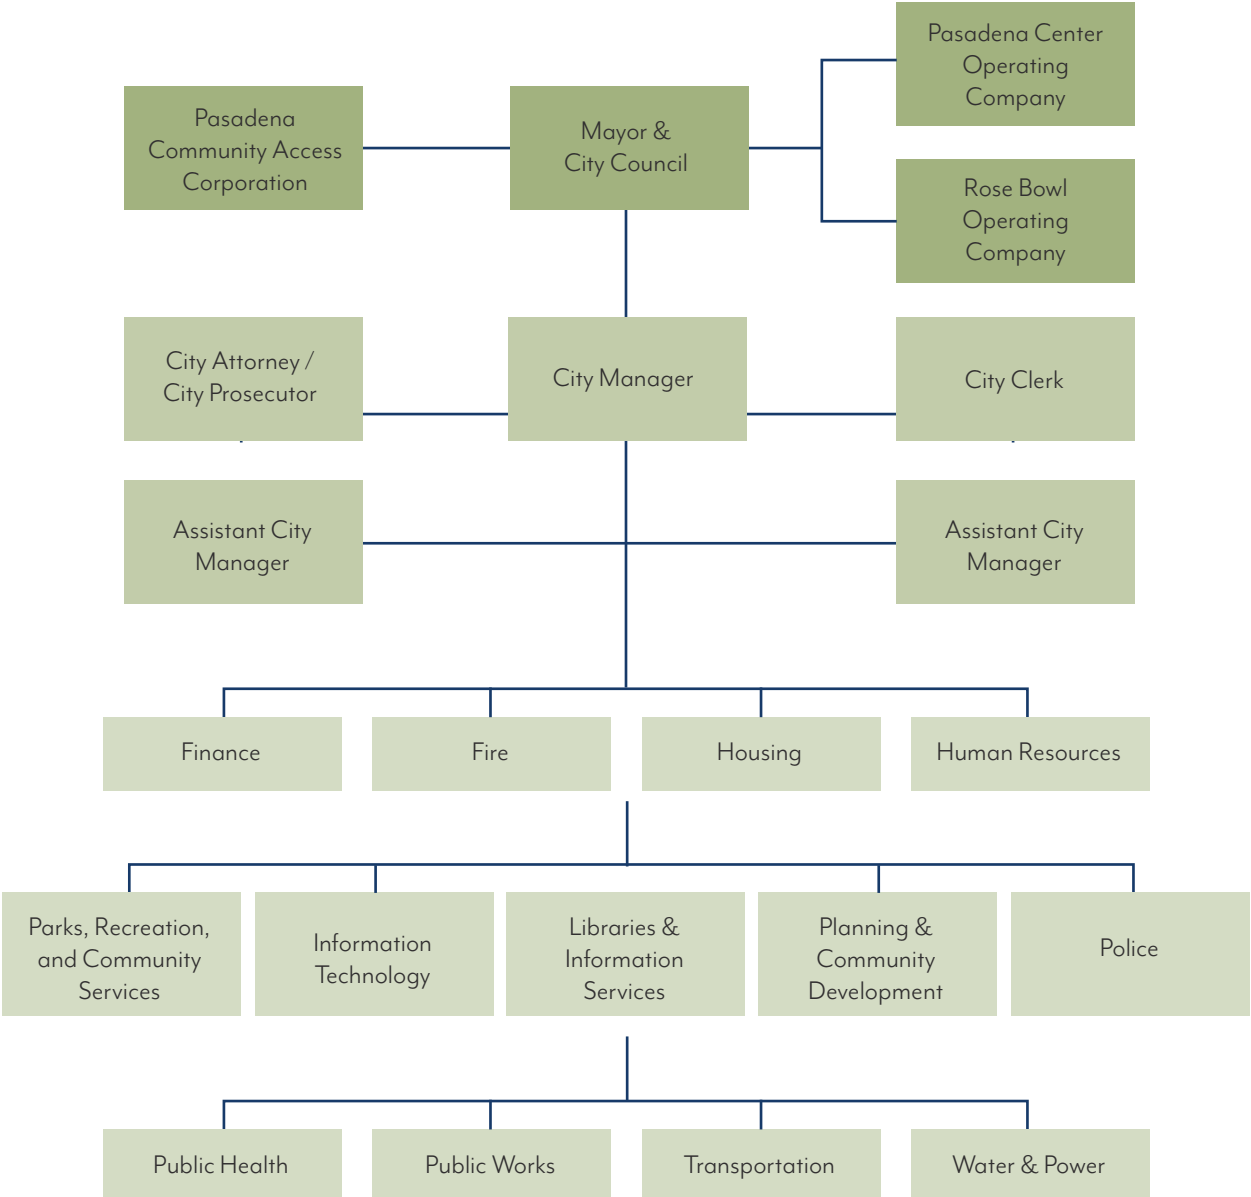 Pasadena Center
Operating
Company
Pasadena
Community Access
Corporation
Mayor &
City Council
Rose Bowl
Operating
Company
City Attorney /
City Prosecutor
City Manager
City Clerk
Assistant City
Manager
Assistant City
Manager
Finance
Fire
Housing
Human Resources
Parks, Recreation,
and Community
Services
Information
Technology
Libraries &
Information
Services
Planning &
Community
Development
Police
Public Health
Public Works
Transportation
Water & Power